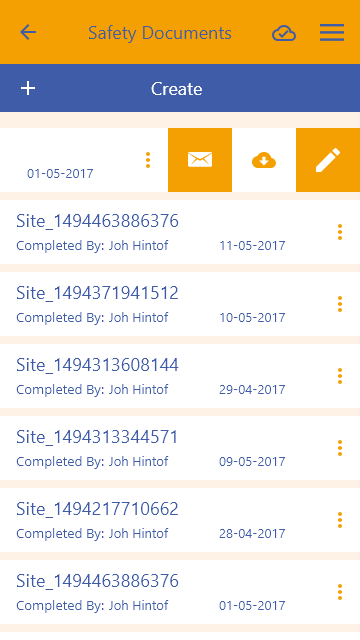 Safety Documents
Create
01-05-2017
Site_1494463886376
Completed By: Joh Hintof 11-05-2017
Site_1494371941512
Completed By: Joh Hintof 10-05-2017
Site_1494313608144
Completed By: Joh Hintof 29-04-2017
Site_1494313344571
Completed By: Joh Hintof 09-05-2017
Site_1494217710662
Completed By: Joh Hintof 28-04-2017
Site_1494463886376
Completed By: Joh Hintof 01-05-2017